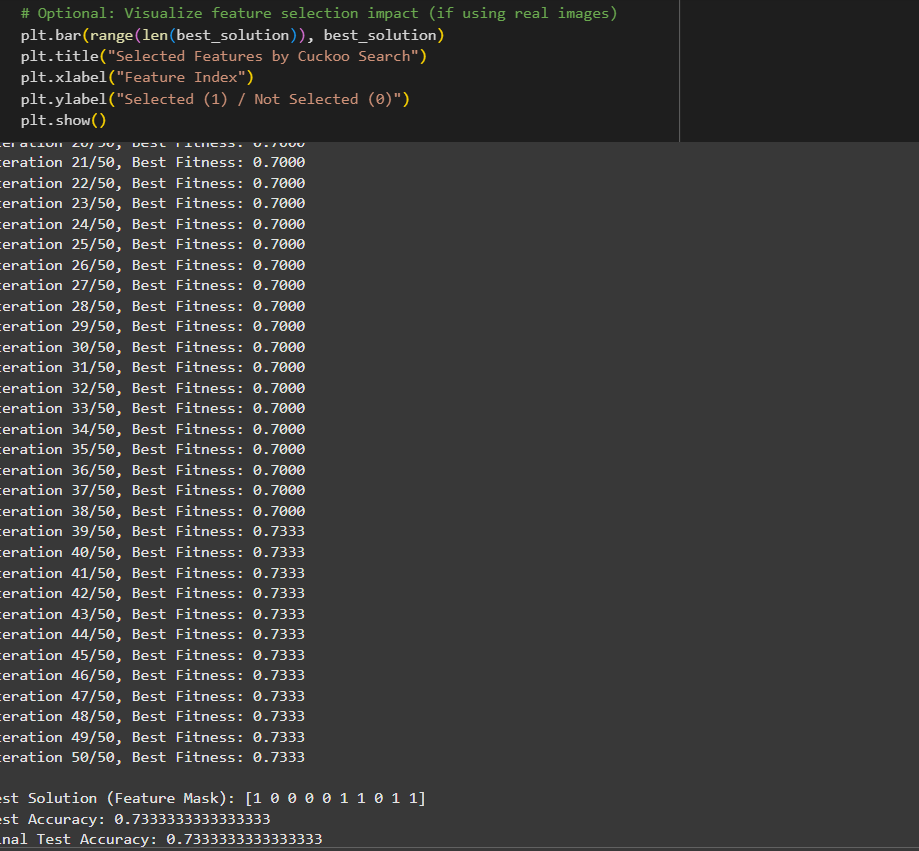 # Optional: Visualize feature selection impact (if using real images)
plt.bar(range(len(best_solution)), best_solution)
plt.title("Selected Features by Cuckoo Search")
plt.xlabel("Feature Index")
plt.ylabel("Selected (1) / Not Selected (0)")
plt.show()
eration 20/50, Best Fitness: 0.7000
eration 21/50, Best Fitness: 0.7000
eration 22/50, Best Fitness: 0.7000
eration 23/50, Best Fitness: 0.7000
eration 24/50, Best Fitness: 0.7000
eration 25/50, Best Fitness: 0.7000
eration 26/50, Best Fitness: 0.7000
eration 27/50, Best Fitness: 0.7000
eration 28/50, Best Fitness: 0.7000
eration 29/50, Best Fitness: 0.7000
eration 30/50, Best Fitness: 0.7000
eration 31/50, Best Fitness: 0.7000
eration 32/50, Best Fitness: 0.7000
eration 33/50, Best Fitness: 0.7000
eration 34/50, Best Fitness: 0.7000
eration 35/50, Best Fitness: 0.7000
eration 36/50, Best Fitness: 0.7000
eration 37/50, Best Fitness: 0.7000
eration 38/50, Best Fitness: 0.7000
eration 39/50, Best Fitness: 0.7333
eration 40/50, Best Fitness: 0.7333
eration 41/50, Best Fitness: 0.7333
eration 42/50, Best Fitness: 0.7333
eration 43/50, Best Fitness: 0.7333
eration 44/50, Best Fitness: 0.7333
eration 45/50, Best Fitness: 0.7333
eration 46/50, Best Fitness: 0.7333
eration 47/50, Best Fitness: 0.7333
eration 48/50, Best Fitness: 0.7333
eration 49/50, Best Fitness: 0.7333
eration 50/50, Best Fitness: 0.7333
est Solution (Feature Mask): [1 0 0 0 0 1 1 0 1 1]
est Accuracy: 0.7333333333333333
nal Test Accuracy: 0.7333333333333333